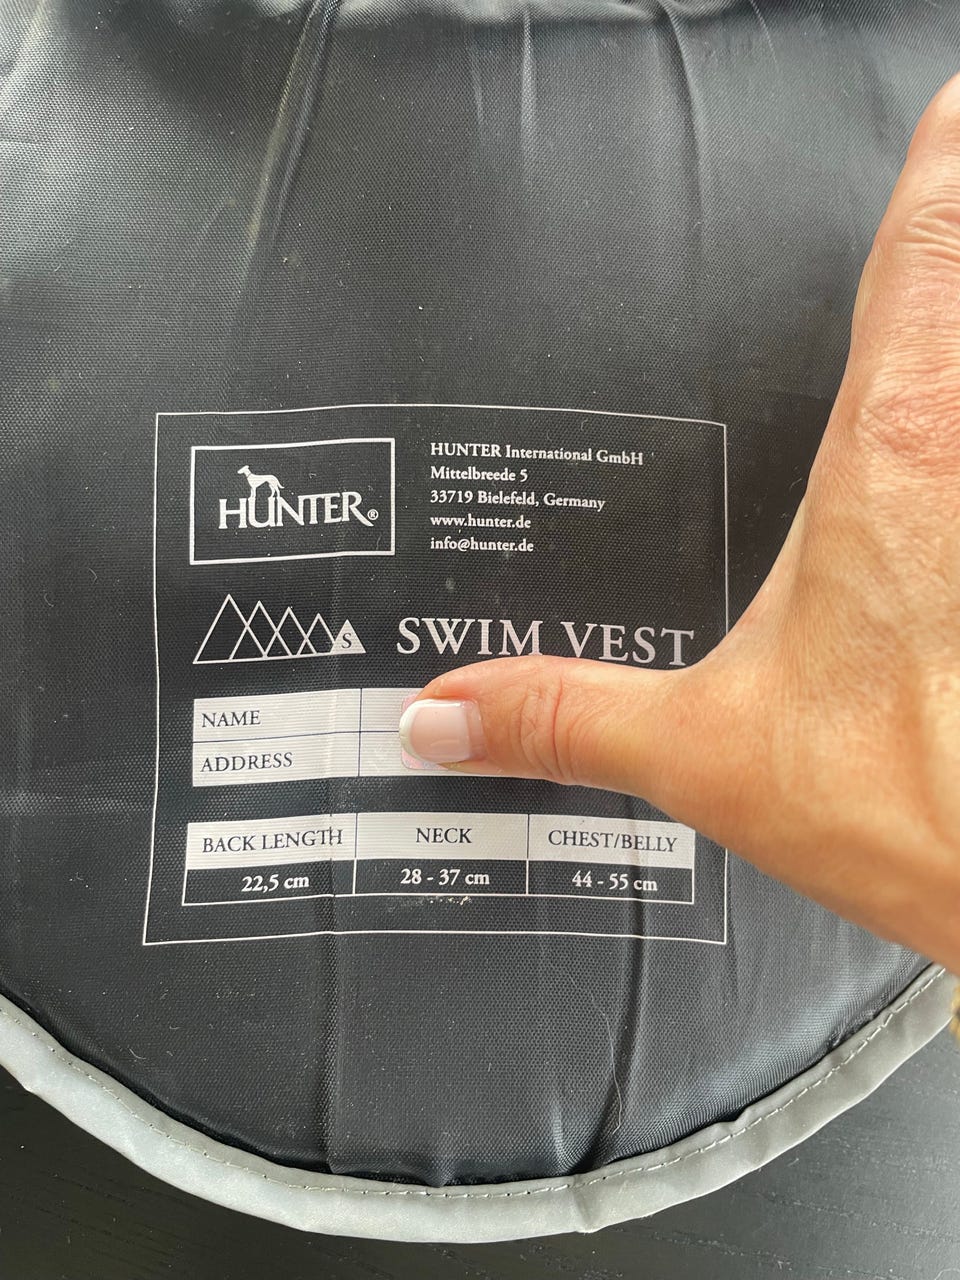 HUNTER®
HUNTER International GmbH
Mittelbreede 5
33719 Bielefeld, Germany
www.hunter.de
info@hunter.de
S
SWIM VEST
NAME
ADDRESS
BACK LENGTH NECK CHEST/BELLY
22,5 cm 28 - 37 cm 44 - 55 cm